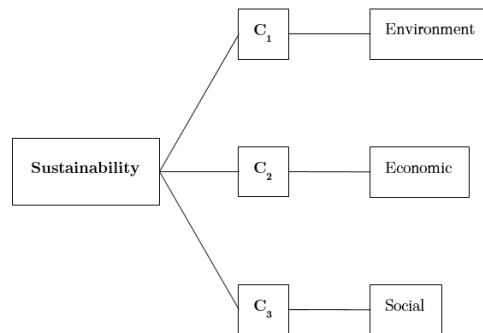 C₁ Environment
Sustainability C₂ Economic
C₃ Social